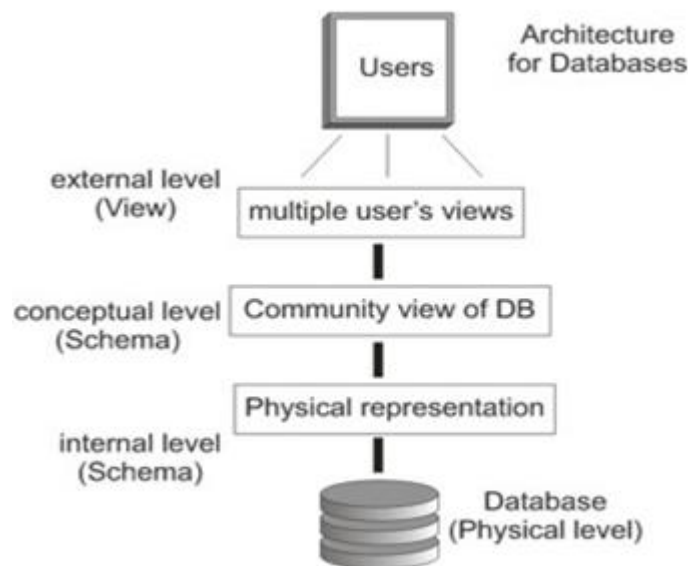 Architecture
for Databases
Users
external level
(View)
multiple user's views
conceptual level
(Schema)
Community view of DB
Physical representation
internal level
(Schema)
Database
(Physical level)